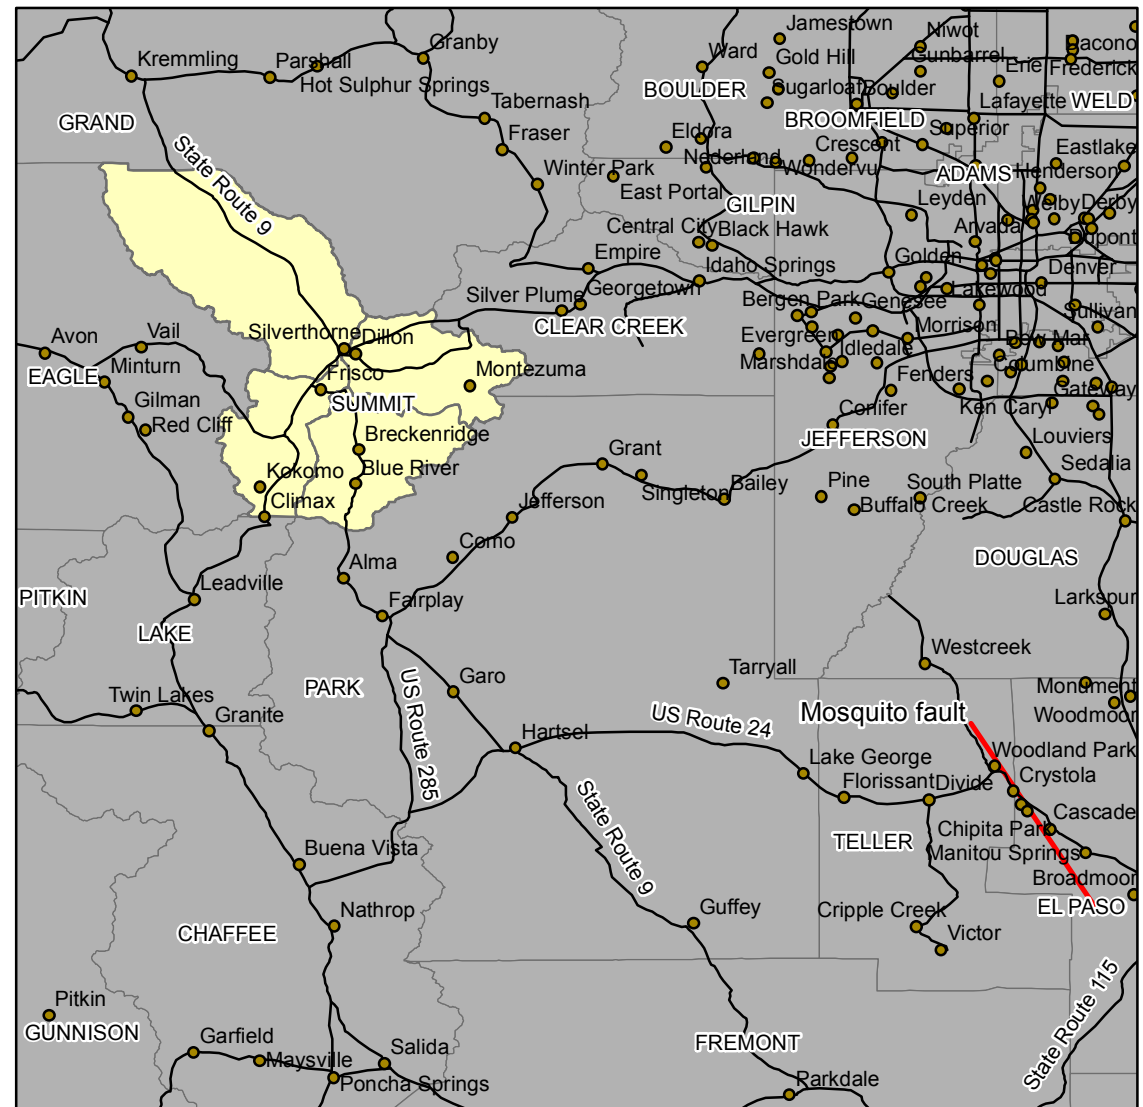 Jamestown
Niwot
Dacono
Granby
Ward
Gold Hill
Gunbarrel
Kremmling
Parshall
Hot Sulphur Springs
BOULDER
Sugarloaf
Boulder
Erie
Frederick
Lafayette
WELD
Tabernash
GRAND
BROOMFIELD
Superior
Fraser
Eldora
Crescent
Eastlake
State Route 9
Nederland
Wondervu
ADAMS
Henderson
Winter Park
East Portal
GILPIN
Leyden
Welby
Derby
Central City
Black Hawk
Arvada
Dupont
Empire
Idaho Springs
Golden
Denver
Silver Plume
Georgetown
Bergen Park
Genesee
Lakewood
CLEAR CREEK
Morrison
Sullivan
Avon
Vail
Silverthorne
Dillon
Evergreen
Idledale
Bow Mar
Minturn
Marshdale
Columbine
EAGLE
Frisco
Montezuma
Fenders
Gateway
Gilman
SUMMIT
Conifer
Ken Caryl
Red Cliff
Breckenridge
JEFFERSON
Louviers
Kokomo
Blue River
Grant
Sedalia
Climax
Singleton
Bailey
Pine
South Platte
Jefferson
Buffalo Creek
Castle Rock
Como
DOUGLAS
Alma
Leadville
PITKIN
Fairplay
Larkspur
LAKE
Westcreek
Tarryall
PARK
Garo
Monument
Twin Lakes
US Route 285
US Route 24
Mosquito fault
Woodmoor
Granite
Hartsel
Woodland Park
Lake George
Crystola
Florissant
Divide
State Route 9
Cascade
Chipita Park
TELLER
Buena Vista
Manitou Springs
Broadmoor
Nathrop
Guffey
Cripple Creek
EL PASO
CHAFFEE
Victor
State Route 115
Pitkin
GUNNISON
Garfield
Salida
FREMONT
Maysville
Poncha Springs
Parkdale